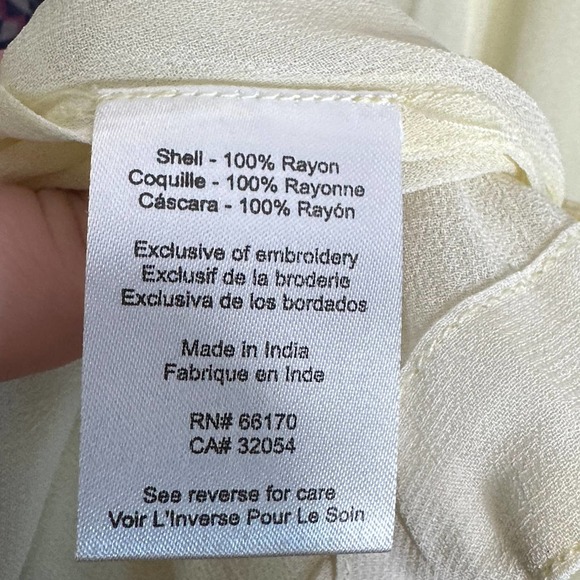 Shell - 100% Rayon
Coquille - 100% Rayonne
Cáscara - 100% Rayón
Exclusive of embroidery
Exclusif de la broderie
Exclusiva de los bordados
Made in India
Fabrique en Inde
RN# 66170
CA# 32054
See reverse for care
Voir L'Inverse Pour Le Soin